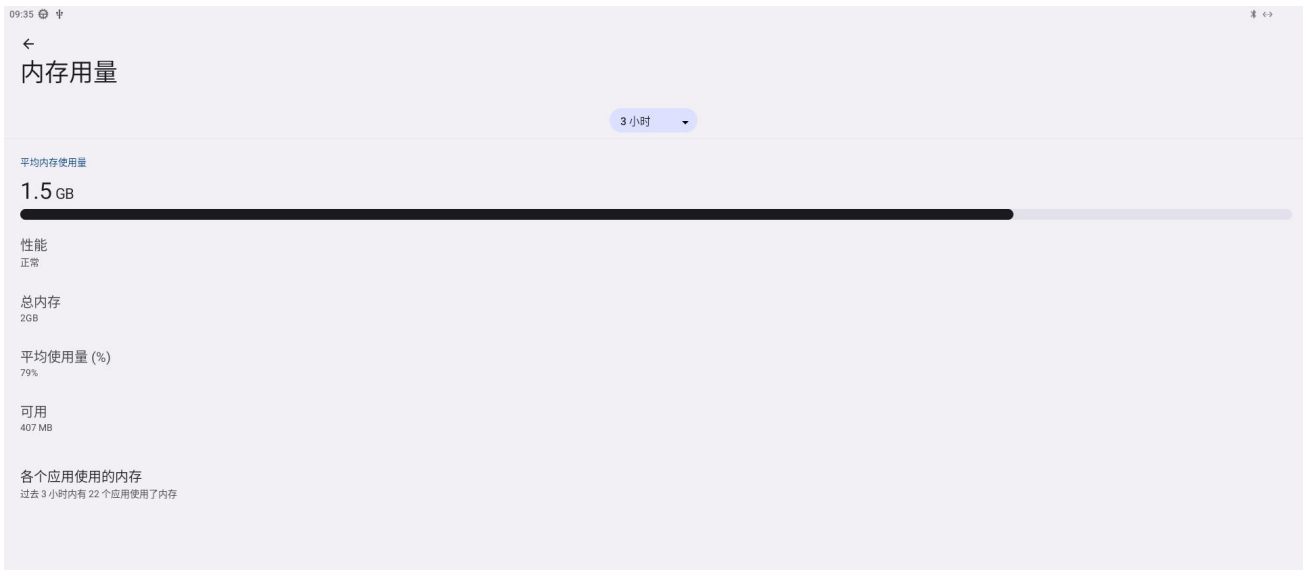 09:35
内存用量
3 小时
平均内存使用量
1.5 GB
性能
正常
总内存
2GB
平均使用量 (%)
79%
可用
407 MB
各个应用使用的内存
过去 3 小时内有 22 个应用使用了内存